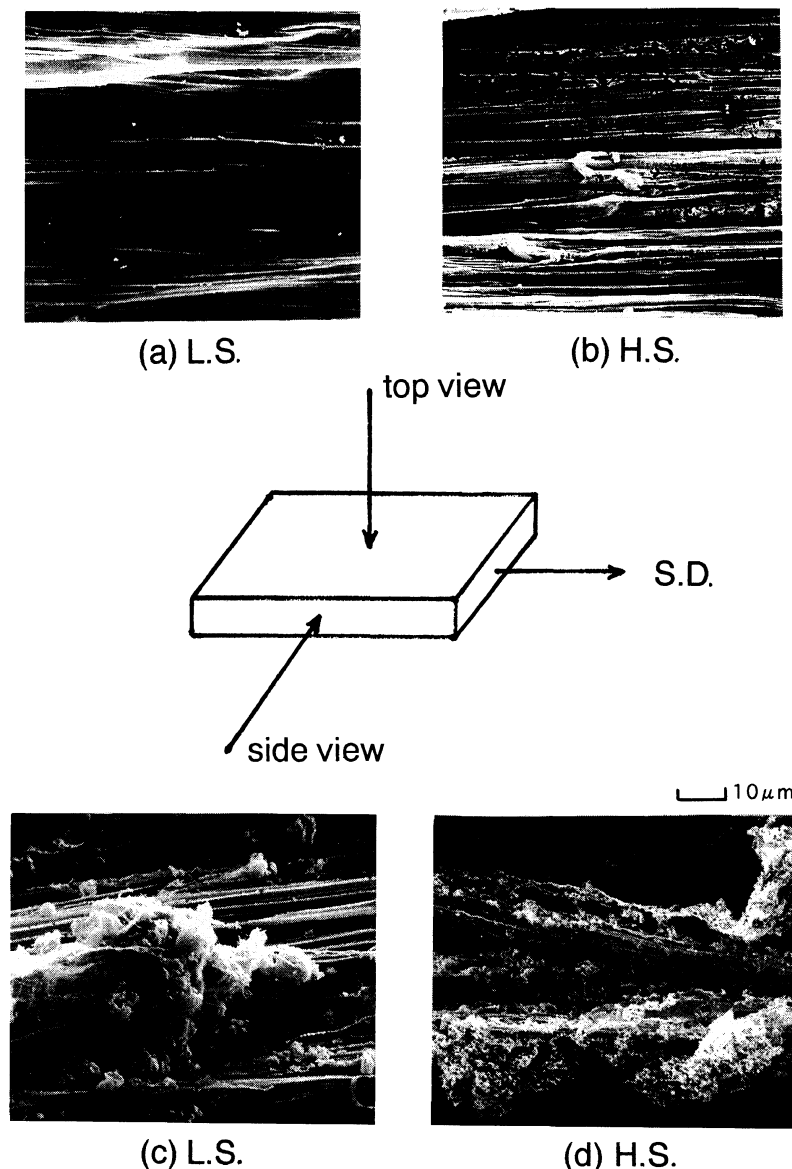 (a) L.S.
(b) H.S.
top view
S.D.
side view
10μm
(c) L.S.
(d) H.S.